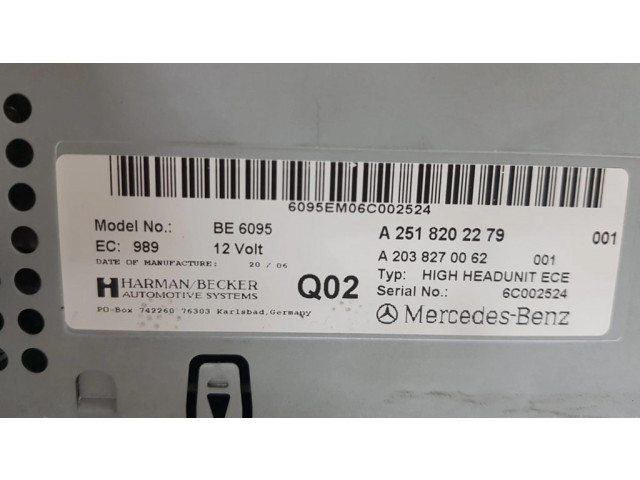 6095EM06C002524
Model No.: BE 6095
EC: 989 12 Volt
DATE OF MANUFACTURE: 20 / 06
HARMAN/BECKER
AUTOMOTIVE SYSTEMS
PO-Box 742260 76303 Karlsbad,Germany
Q02
A 251 820 22 79 001
A 203 827 00 62 001
Typ: HIGH HEADUNIT ECE
Serial No.: 6C002524
Mercedes-Benz